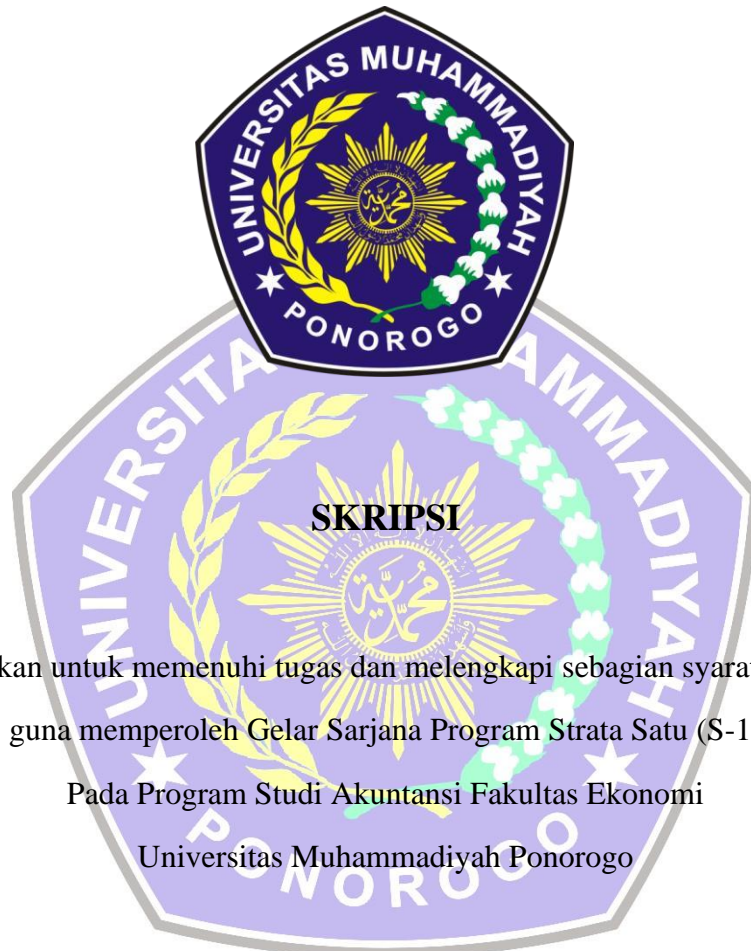 UNIVERSITAS MUHAMMADIYAH
PONOROGO
SKRIPSI
kan untuk memenuhi tugas dan melengkapi sebagian syara
guna memperoleh Gelar Sarjana Program Strata Satu (S-1
Pada Program Studi Akuntansi Fakultas Ekonomi
Universitas Muhammadiyah Ponorogo